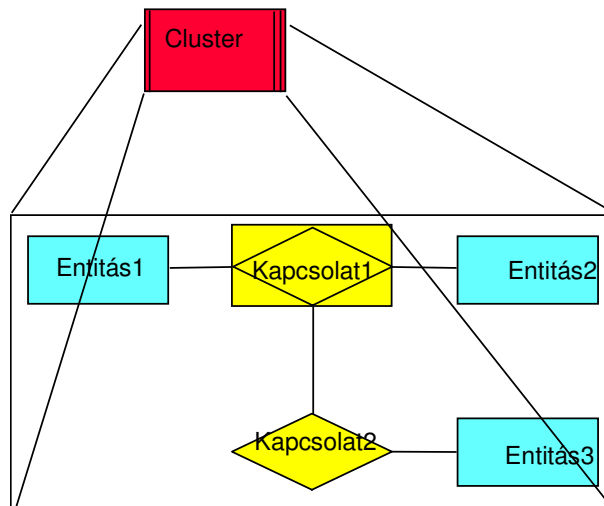 Cluster
Entitás1
Kapcsolat1
Entitás2
Kapcsolat2
Entitás3